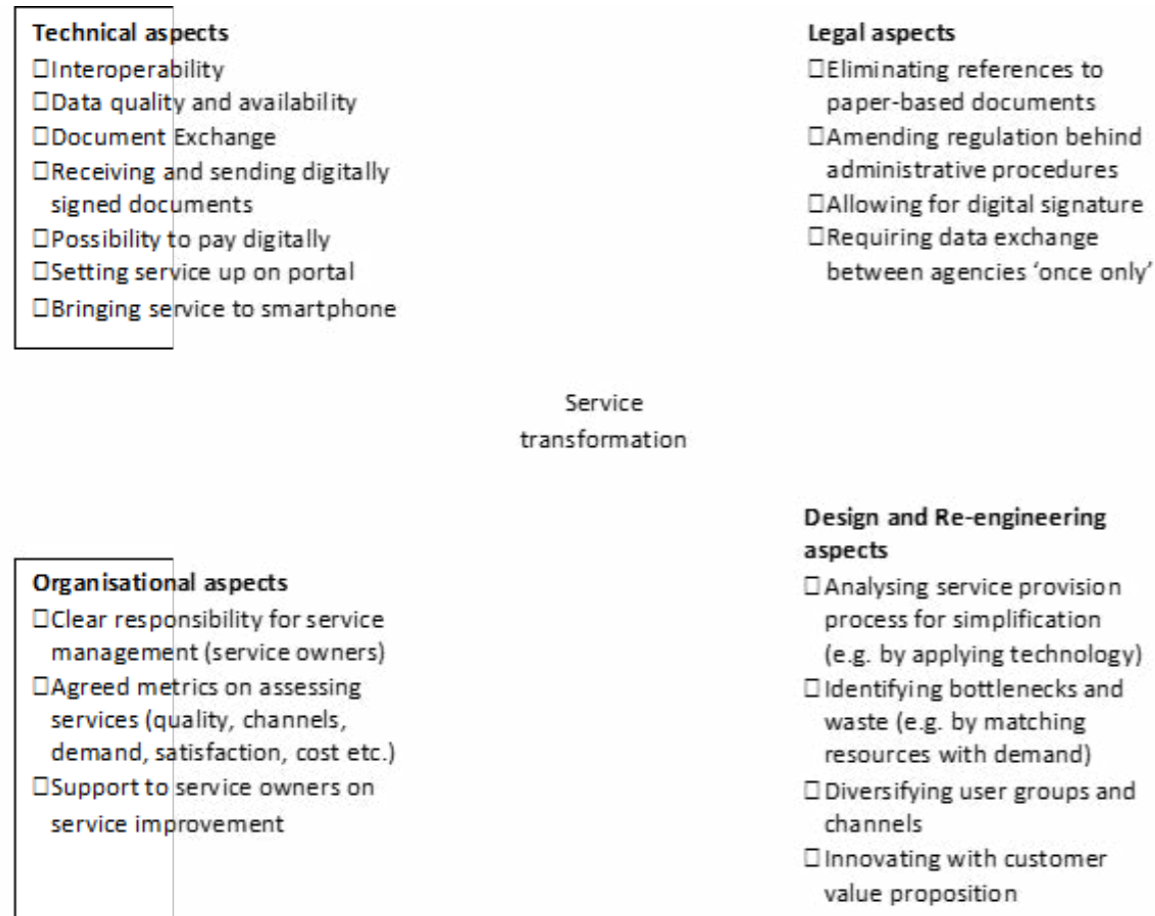 Technical aspects
□Interoperability
□Data quality and availability
□Document Exchange
□Receiving and sending digitally
signed documents
□Possibility to pay digitally
□Setting service up on portal
□Bringing service to smartphone
Legal aspects
□Eliminating references to
paper-based documents
□Amending regulation behind
administrative procedures
□Allowing for digital signature
□Requiring data exchange
between agencies ‘once only’
Service
transformation
Organisational aspects
□Clear responsibility for service
management (service owners)
□Agreed metrics on assessing
services (quality, channels,
demand, satisfaction, cost etc.)
□Support to service owners on
service improvement
Design and Re-engineering
aspects
□Analysing service provision
process for simplification
(e.g. by applying technology)
□Identifying bottlenecks and
waste (e.g. by matching
resources with demand)
□Diversifying user groups and
channels
□Innovating with customer
value proposition